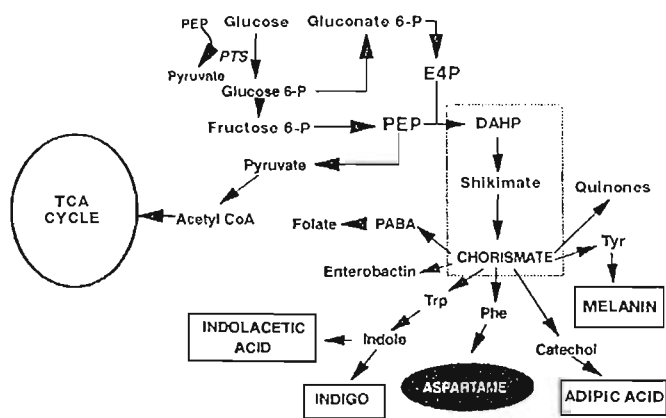 PEP
Glucose
Gluconate 6-P
PTS
Pyruvate
E4P
Glucose 6-P
Fructose 6-P
PEP
DAHP
Pyruvate
Shikimate
Quinones
TCA
CYCLE
Acetyl CoA
Folate
PABA
Tyr
CHORISMATE
Enterobactin
MELANIN
Trp
Phe
INDOLACETIC
ACID
Indole
Catechol
INDIGO
ASPARTAME
ADIPIC ACID